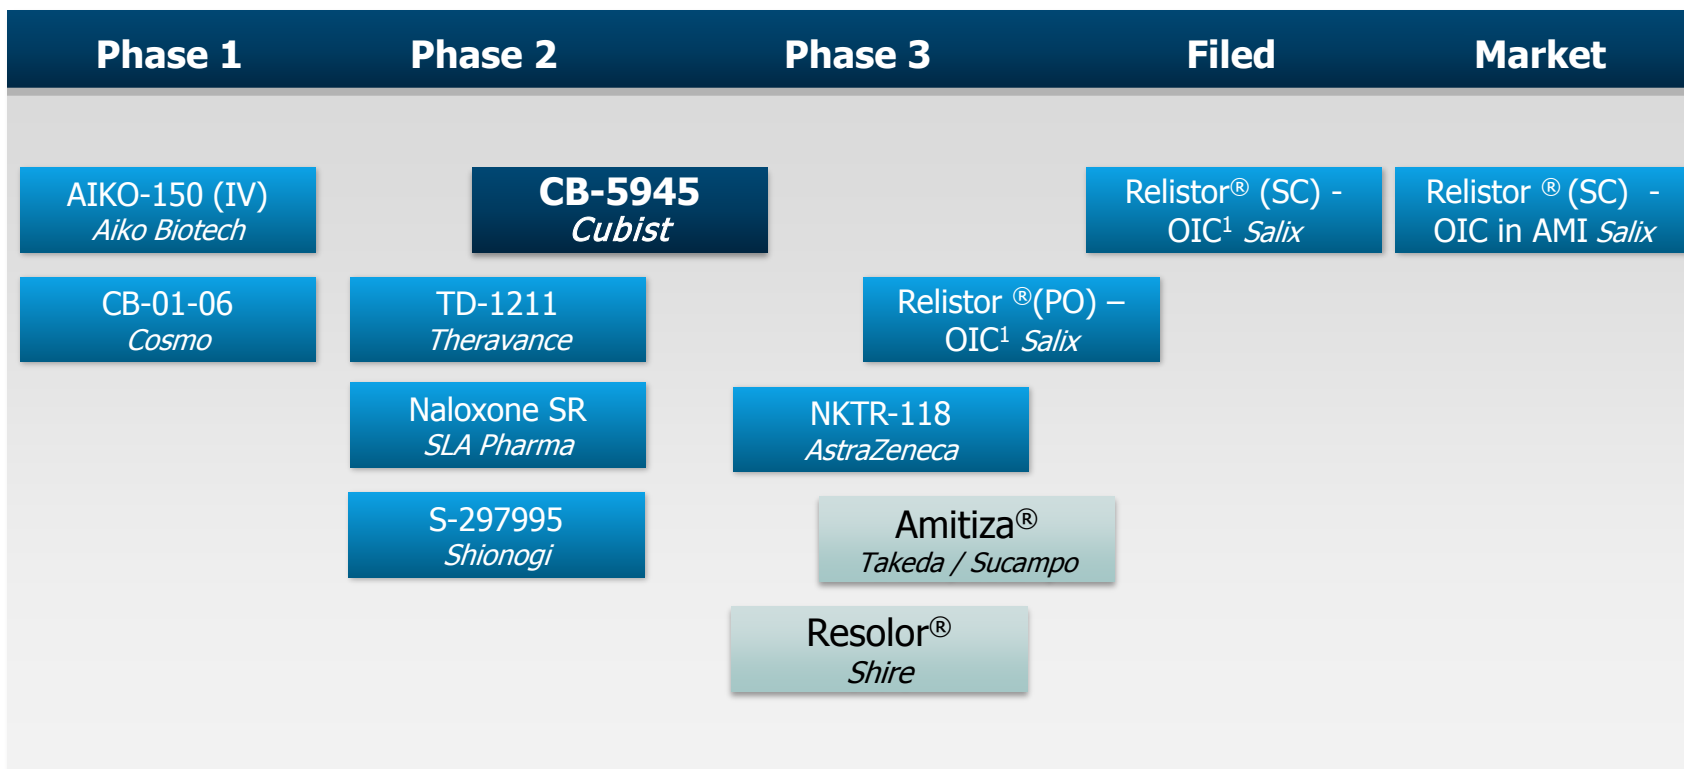 Phase 1 Phase 2 Phase 3 Filed Market
AIKO-150 (IV)
Aiko Biotech
CB-5945
Cubist
Relistor® (SC) -
OIC¹ Salix
Relistor ® (SC) -
OIC in AMI Salix
CB-01-06
Cosmo
TD-1211
Theravance
Relistor ®(PO) –
OIC¹ Salix
Naloxone SR
SLA Pharma
NKTR-118
AstraZeneca
S-297995
Shionogi
Amitiza®
Takeda / Sucampo
Resolor®
Shire